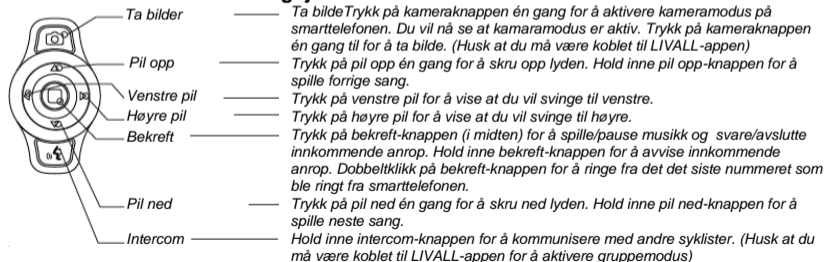 Ta bilder
Ta bildeTrykk på kameraknappen én gang for å aktivere kameramodus på
smarttelefonen. Du vil nå se at kamaramodus er aktiv. Trykk på kameraknappen
én gang til for å ta bilde. (Husk at du må være koblet til LIVALL-appen)
Pil opp
Trykk på pil opp én gang for å skru opp lyden. Hold inne pil opp-knappen for å
spille forrige sang.
Venstre pil
Trykk på venstre pil for å vise at du vil svinge til venstre.
Høyre pil
Trykk på høyre pil for å vise at du vil svinge til høyre.
Bekreft
Trykk på bekreft-knappen (i midten) for å spille/pause musikk og svare/avslutte
innkommende anrop. Hold inne bekreft-knappen for å avvise innkommende
anrop. Dobbeltklikk på bekreft-knappen for å ringe fra det det siste nummeret som
ble ringt fra smarttelefonen.
Pil ned
Trykk på pil ned én gang for å skru ned lyden. Hold inne pil ned-knappen for å
spille neste sang.
Intercom
Hold inne intercom-knappen for å kommunisere med andre syklister. (Husk at du
må være koblet til LIVALL-appen for å aktivere gruppemodus)